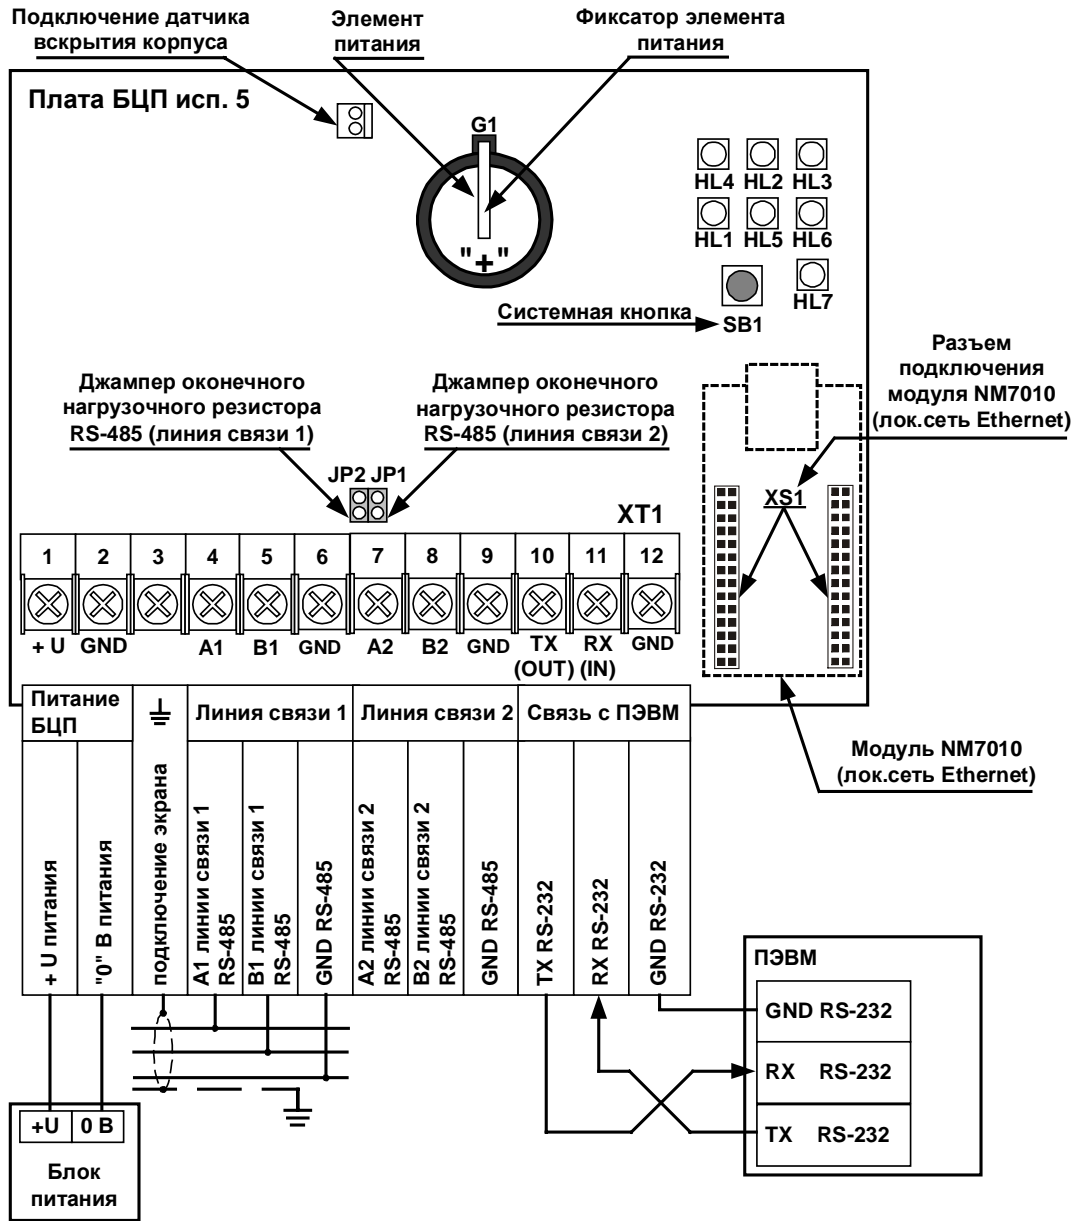 Подключение датчика
вскрытия корпуса
Элемент
питания
Фиксатор элемента
питания
Плата БЦП исп. 5
G1
"+"
HL4 HL2 HL3
HL1 HL5 HL6
HL7
Системная кнопка
SB1
Разъем
подключения
модуля NM7010
(лок.сеть Ethernet)
Джампер оконечного
нагрузочного резистора
RS-485 (линия связи 1)
Джампер оконечного
нагрузочного резистора
RS-485 (линия связи 2)
JP2 JP1
XS1
XT1
1 2 3 4 5 6 7 8 9 10 11 12
+ U GND A1 B1 GND A2 B2 GND TX RX GND
(OUT) (IN)
Питание
БЦП
Линия связи 1
Линия связи 2
Связь с ПЭВМ
Модуль NM7010
(лок.сеть Ethernet)
+ U питания
"0" В питания
подключение экрана
А1 линии связи 1
RS-485
В1 линии связи 1
RS-485
GND RS-485
А2 линии связи 2
RS-485
В2 линии связи 2
RS-485
GND RS-485
TX RS-232
RX RS-232
GND RS-232
ПЭВМ
GND RS-232
RX RS-232
TX RS-232
+U 0 В
Блок
питания